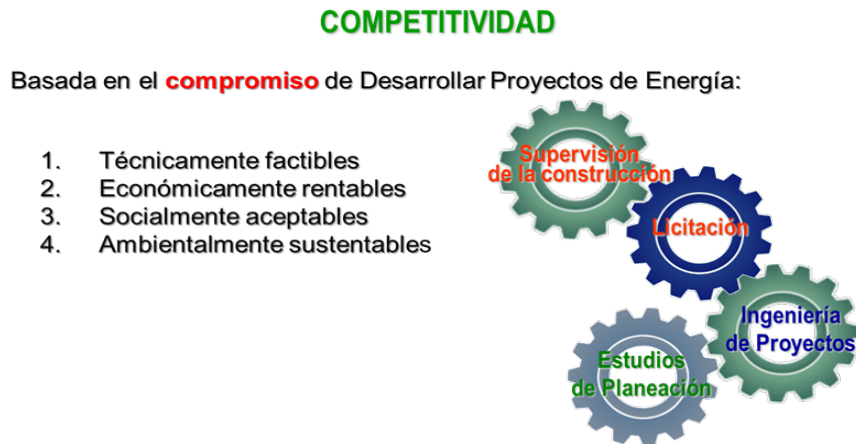 COMPETITIVIDAD
Basada en el compromiso de Desarrollar Proyectos de Energía:
1. Técnicamente factibles
2. Económicamente rentables
3. Socialmente aceptables
4. Ambientalmente sustentables
Supervisión
de la construcción
Licitación
Ingeniería
de Proyectos
Estudios
de Planeación